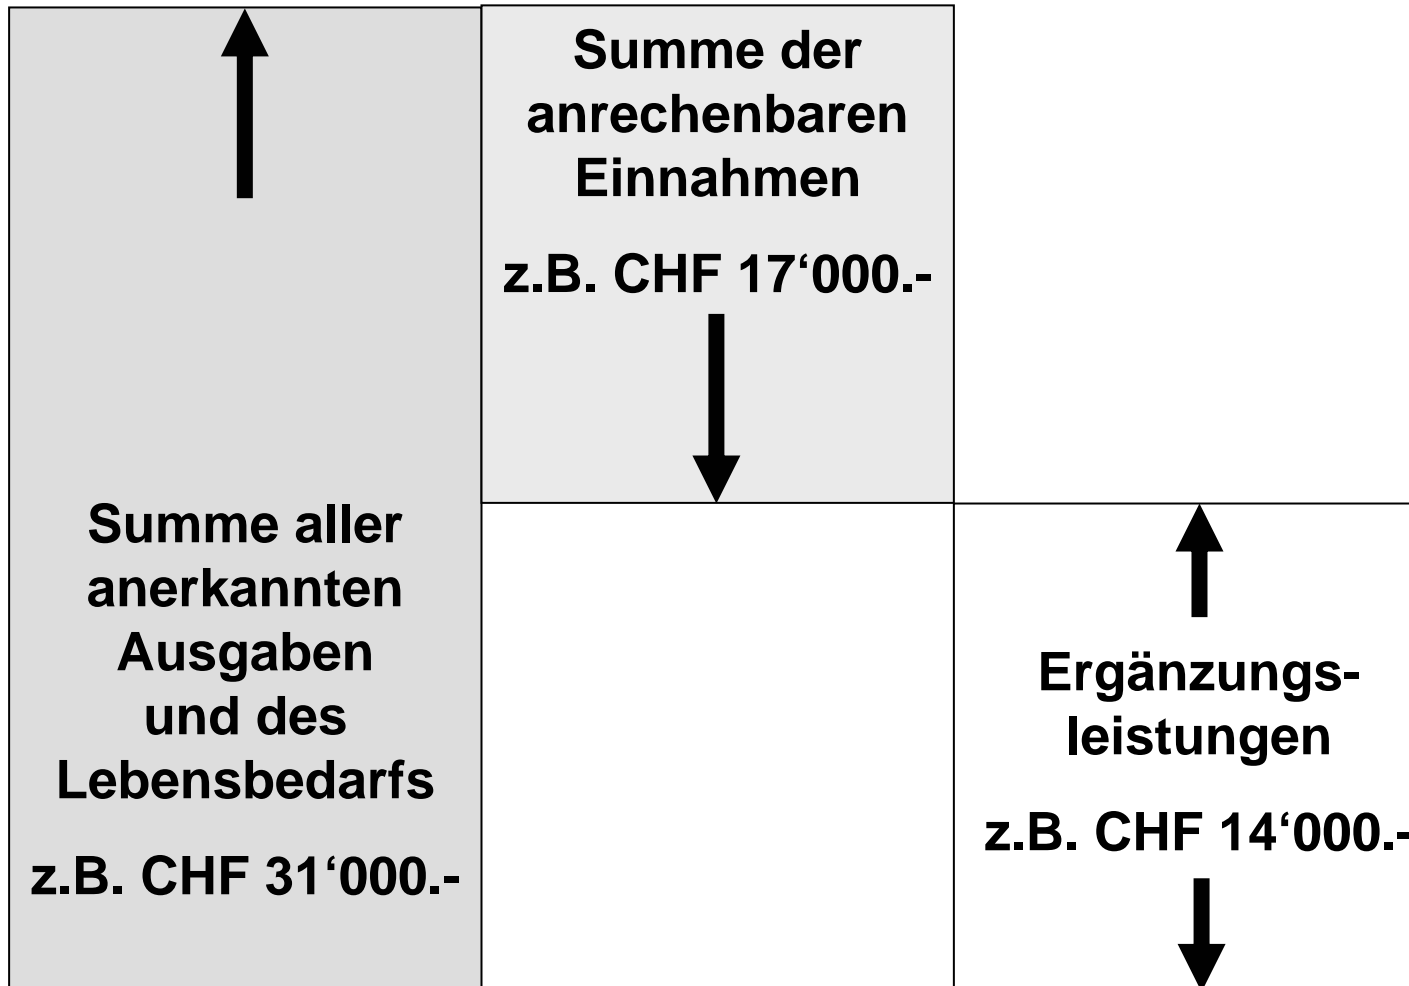 Summe aller
anerkannten
Ausgaben
und des
Lebensbedarfs
z.B. CHF 31‘000.-
Summe der
anrechenbaren
Einnahmen
z.B. CHF 17‘000.-
Ergänzungs-
leistungen
z.B. CHF 14‘000.-